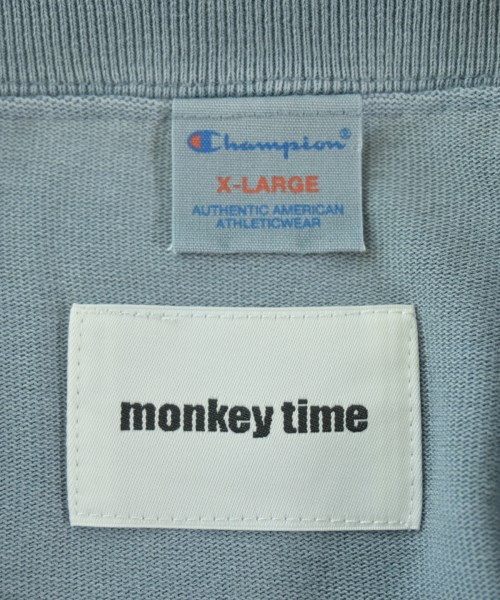 Champion®
X-LARGE
AUTHENTIC AMERICAN
ATHLETICWEAR
monkey time